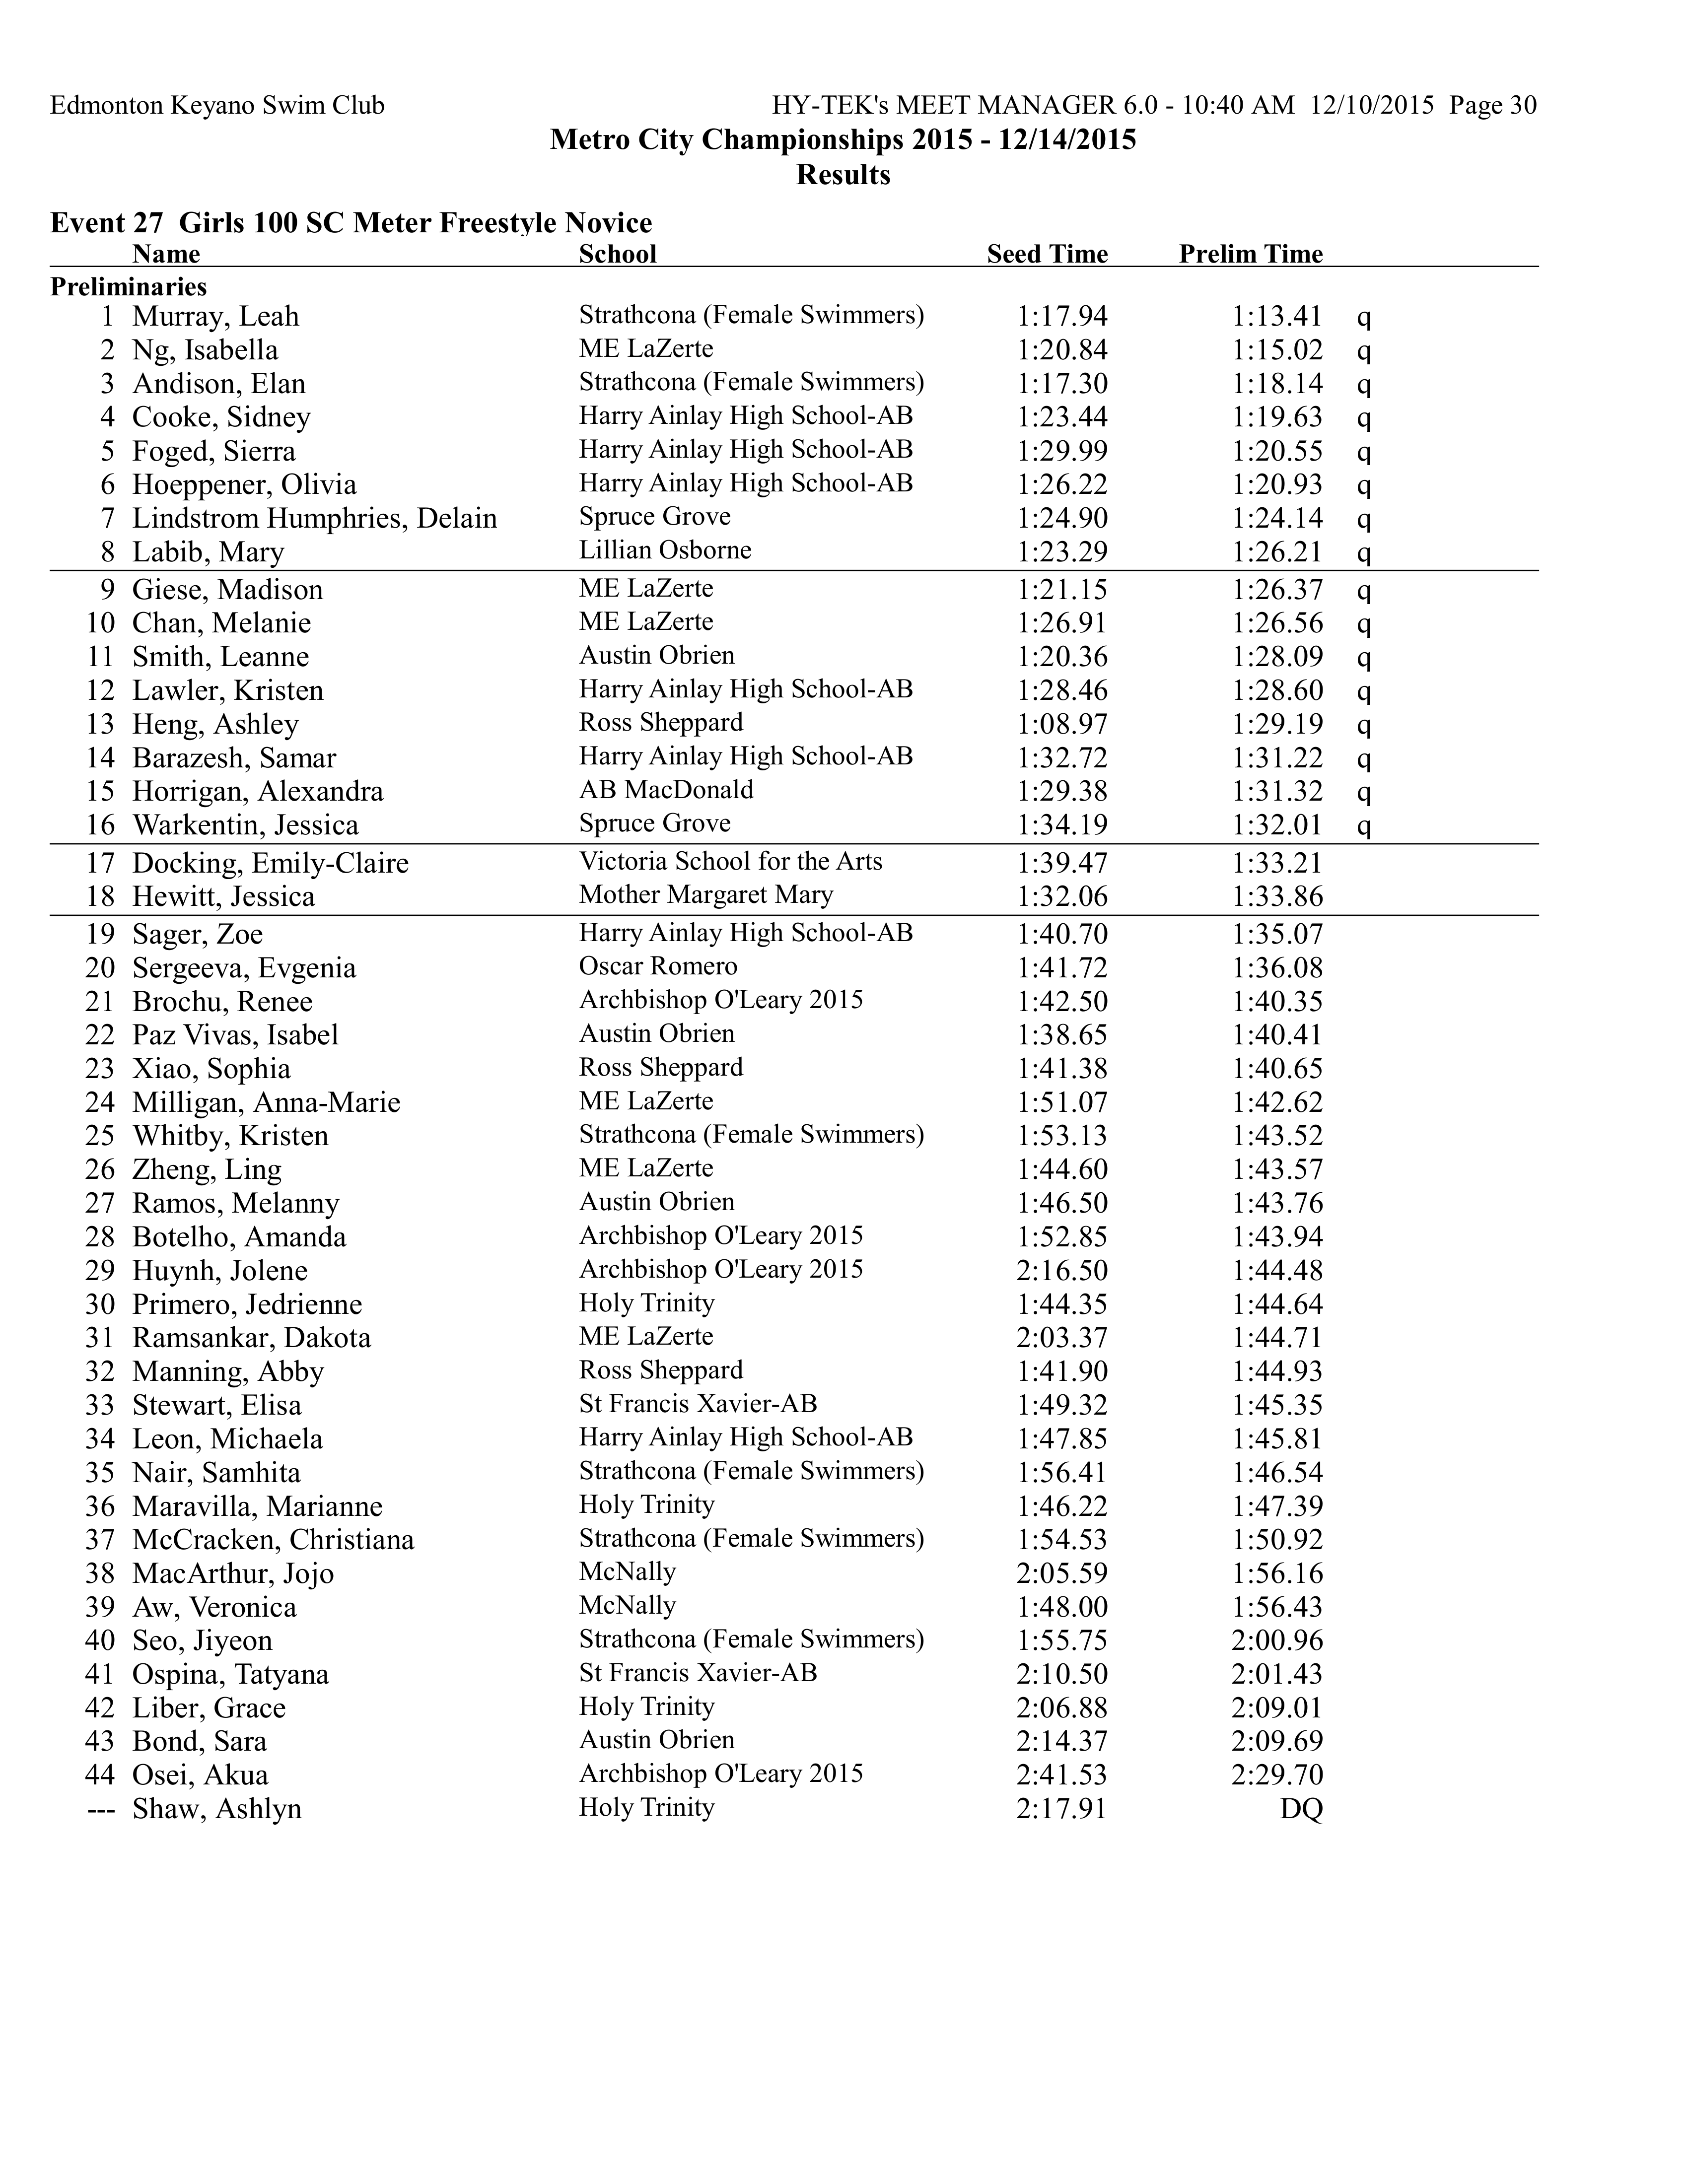 Edmonton Keyano Swim Club HY-TEK's MEET MANAGER 6.0 - 10:40 AM 12/10/2015 Page 30
Metro City Championships 2015 - 12/14/2015
Results
Event 27 Girls 100 SC Meter Freestyle Novice
Name School Seed Time Prelim Time
Preliminaries
1 Murray, Leah Strathcona (Female Swimmers) 1:17.94 1:13.41 q
2 Ng, Isabella ME LaZerte 1:20.84 1:15.02 q
3 Andison, Elan Strathcona (Female Swimmers) 1:17.30 1:18.14 q
4 Cooke, Sidney Harry Ainlay High School-AB 1:23.44 1:19.63 q
5 Foged, Sierra Harry Ainlay High School-AB 1:29.99 1:20.55 q
6 Hoeppener, Olivia Harry Ainlay High School-AB 1:26.22 1:20.93 q
7 Lindstrom Humphries, Delain Spruce Grove 1:24.90 1:24.14 q
8 Labib, Mary Lillian Osborne 1:23.29 1:26.21 q
9 Giese, Madison ME LaZerte 1:21.15 1:26.37 q
10 Chan, Melanie ME LaZerte 1:26.91 1:26.56 q
11 Smith, Leanne Austin Obrien 1:20.36 1:28.09 q
12 Lawler, Kristen Harry Ainlay High School-AB 1:28.46 1:28.60 q
13 Heng, Ashley Ross Sheppard 1:08.97 1:29.19 q
14 Barazesh, Samar Harry Ainlay High School-AB 1:32.72 1:31.22 q
15 Horrigan, Alexandra AB MacDonald 1:29.38 1:31.32 q
16 Warkentin, Jessica Spruce Grove 1:34.19 1:32.01 q
17 Docking, Emily-Claire Victoria School for the Arts 1:39.47 1:33.21
18 Hewitt, Jessica Mother Margaret Mary 1:32.06 1:33.86
19 Sager, Zoe Harry Ainlay High School-AB 1:40.70 1:35.07
20 Sergeeva, Evgenia Oscar Romero 1:41.72 1:36.08
21 Brochu, Renee Archbishop O'Leary 2015 1:42.50 1:40.35
22 Paz Vivas, Isabel Austin Obrien 1:38.65 1:40.41
23 Xiao, Sophia Ross Sheppard 1:41.38 1:40.65
24 Milligan, Anna-Marie ME LaZerte 1:51.07 1:42.62
25 Whitby, Kristen Strathcona (Female Swimmers) 1:53.13 1:43.52
26 Zheng, Ling ME LaZerte 1:44.60 1:43.57
27 Ramos, Melanny Austin Obrien 1:46.50 1:43.76
28 Botelho, Amanda Archbishop O'Leary 2015 1:52.85 1:43.94
29 Huynh, Jolene Archbishop O'Leary 2015 2:16.50 1:44.48
30 Primero, Jedrienne Holy Trinity 1:44.35 1:44.64
31 Ramsankar, Dakota ME LaZerte 2:03.37 1:44.71
32 Manning, Abby Ross Sheppard 1:41.90 1:44.93
33 Stewart, Elisa St Francis Xavier-AB 1:49.32 1:45.35
34 Leon, Michaela Harry Ainlay High School-AB 1:47.85 1:45.81
35 Nair, Samhita Strathcona (Female Swimmers) 1:56.41 1:46.54
36 Maravilla, Marianne Holy Trinity 1:46.22 1:47.39
37 McCracken, Christiana Strathcona (Female Swimmers) 1:54.53 1:50.92
38 MacArthur, Jojo McNally 2:05.59 1:56.16
39 Aw, Veronica McNally 1:48.00 1:56.43
40 Seo, Jiyeon Strathcona (Female Swimmers) 1:55.75 2:00.96
41 Ospina, Tatyana St Francis Xavier-AB 2:10.50 2:01.43
42 Liber, Grace Holy Trinity 2:06.88 2:09.01
43 Bond, Sara Austin Obrien 2:14.37 2:09.69
44 Osei, Akua Archbishop O'Leary 2015 2:41.53 2:29.70
--- Shaw, Ashlyn Holy Trinity 2:17.91 DQ